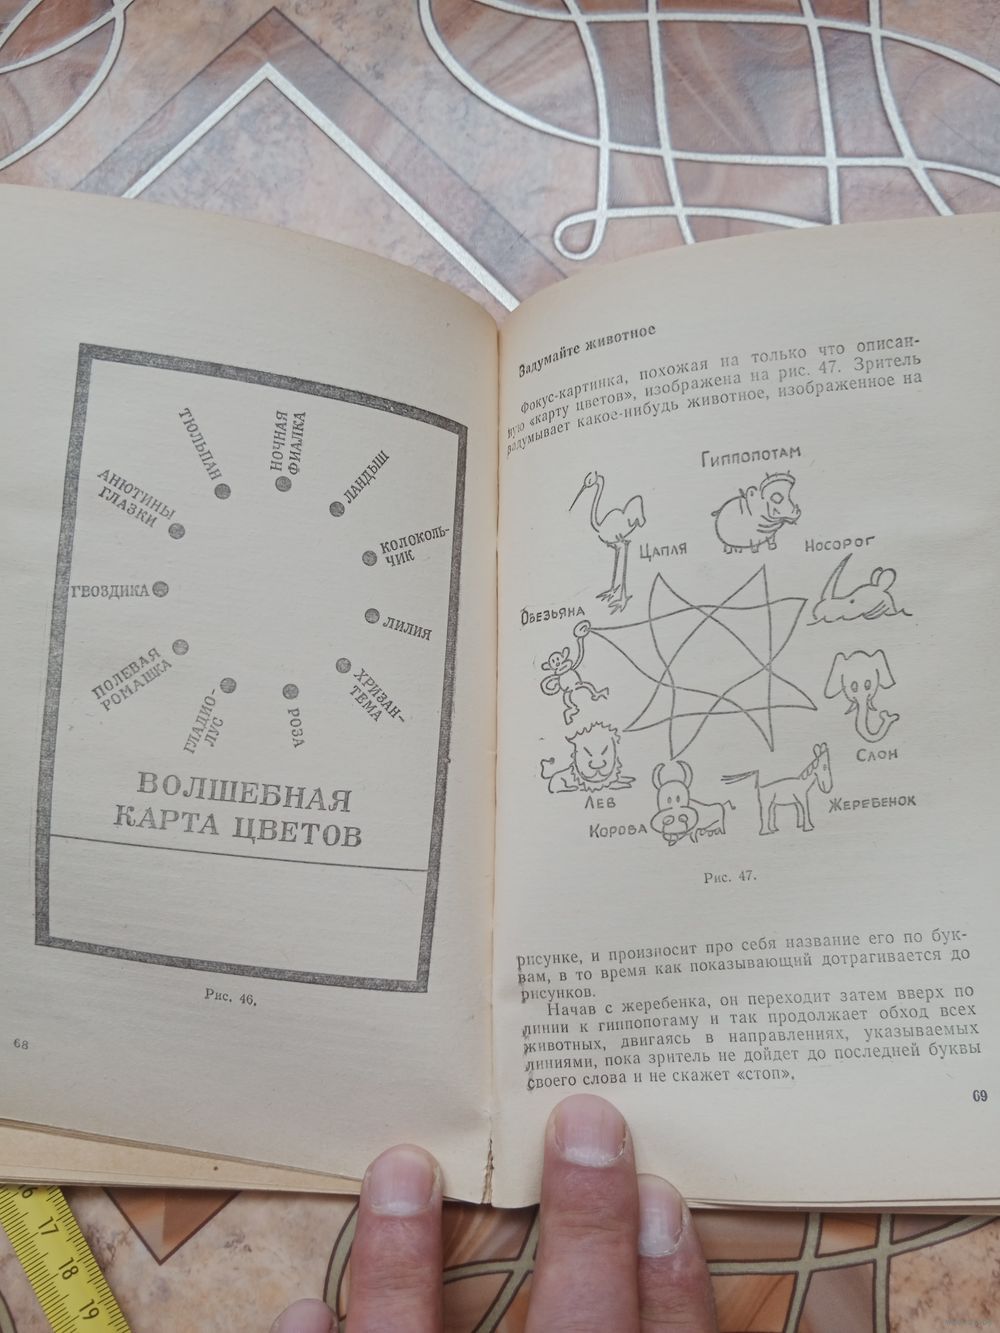 ТЮЛЬПАН
НОЧНАЯ
ФИАЛКА
ЛАНДЫШ
АНЮТИНЫ
ГЛАЗКИ
КОЛОКОЛЬ-
ЧИК
ГВОЗДИКА
ЛИЛИЯ
ПОЛЕВАЯ
РОМАШКА
ХРИЗАН-
ТЕМА
ГЛАДИО-
ЛУС
РОЗА
ВОЛШЕБНАЯ
КАРТА ЦВЕТОВ
Рис. 46.
68
Задумайте животное
Фокус-картинка, похожая на только что описан-
ную «карту цветов», изображена на рис. 47. Зритель
задумывает какое-нибудь животное, изображенное на
Гиппопотам
Цапля
Носорог
Обезьяна
Слон
Лев
Жеребенок
Корова
Рис. 47.
рисунке, и произносит про себя название его по бук-
вам, в то время как показывающий дотрагивается до
рисунков.
Начав с жеребенка, он переходит затем вверх по
линии к гиппопотаму и так продолжает обход всех
животных, двигаясь в направлениях, указываемых
линиями, пока зритель не дойдет до последней буквы
своего слова и не скажет «стоп».
69
17
18
19